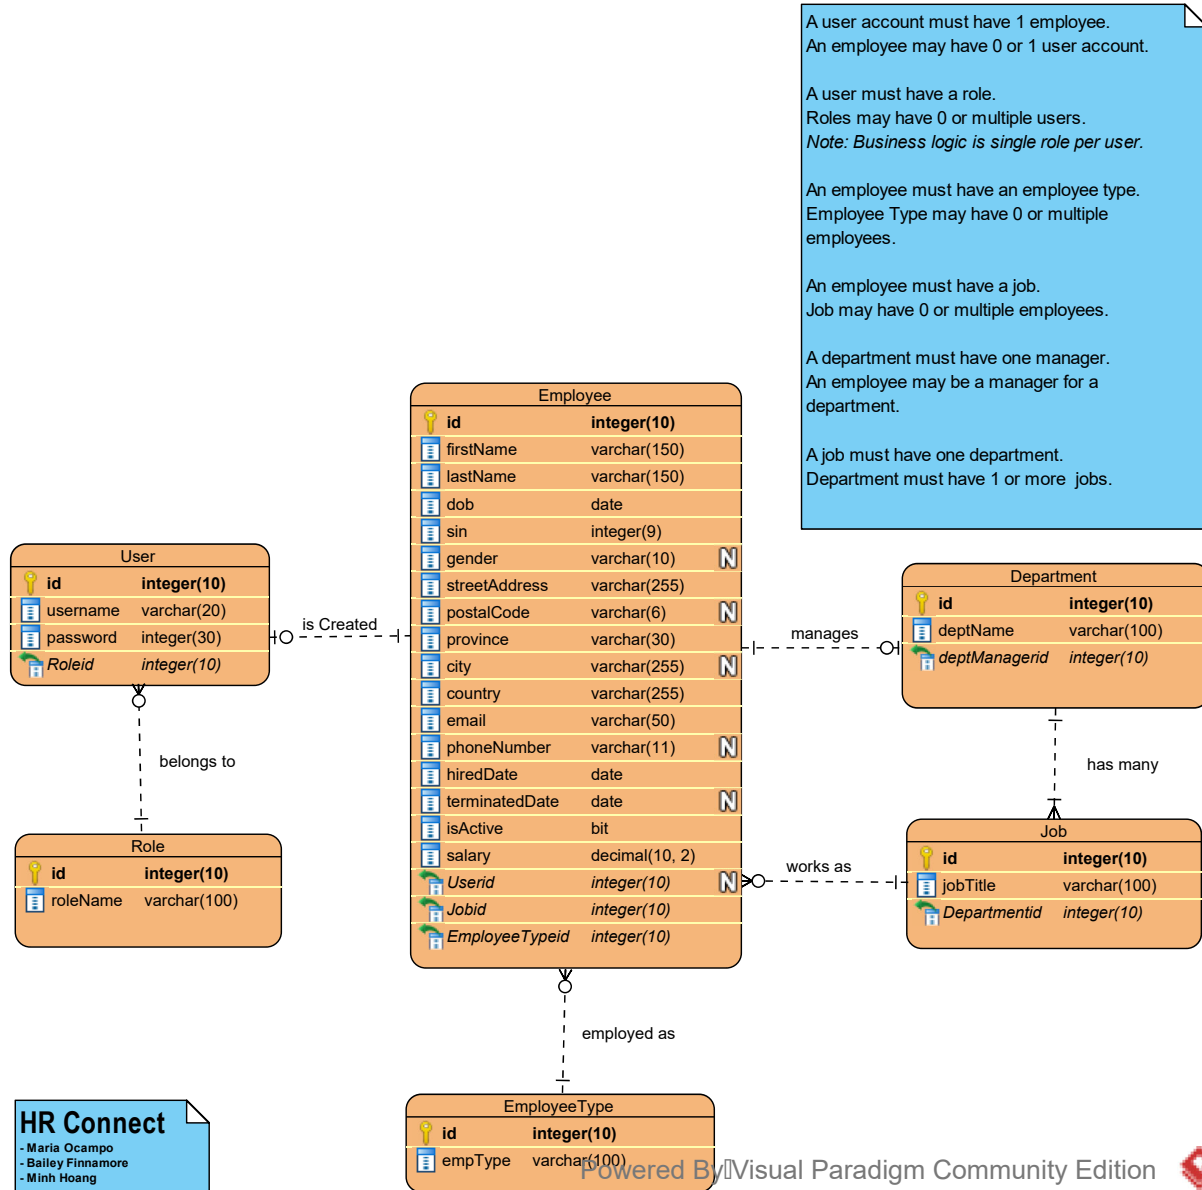 A user account must have 1 employee.
An employee may have 0 or 1 user account.
A user must have a role.
Roles may have 0 or multiple users.
Note: Business logic is single role per user.
An employee must have an employee type.
Employee Type may have 0 or multiple
employees.
An employee must have a job.
Job may have 0 or multiple employees.
A department must have one manager.
An employee may be a manager for a
department.
A job must have one department.
Department must have 1 or more  jobs.
Employee
id integer(10)
firstName varchar(150)
lastName varchar(150)
dob date
sin integer(9)
gender varchar(10) N
streetAddress varchar(255)
postalCode varchar(6) N
province varchar(30)
city varchar(255) N
country varchar(255)
email varchar(50)
phoneNumber varchar(11) N
hiredDate date
terminatedDate date N
isActive bit
salary decimal(10, 2)
Userid integer(10) N
Jobid integer(10)
EmployeeTypeid integer(10)
User
id integer(10)
username varchar(20)
password integer(30)
Roleid integer(10)
is Created
manages
Department
id integer(10)
deptName varchar(100)
deptManagerid integer(10)
belongs to
has many
Role
id integer(10)
roleName varchar(100)
works as
Job
id integer(10)
jobTitle varchar(100)
Departmentid integer(10)
employed as
EmployeeType
id integer(10)
empType varchar(100)
HR Connect
- Maria Ocampo
- Bailey Finnamore
- Minh Hoang
Powered By Visual Paradigm Community Edition